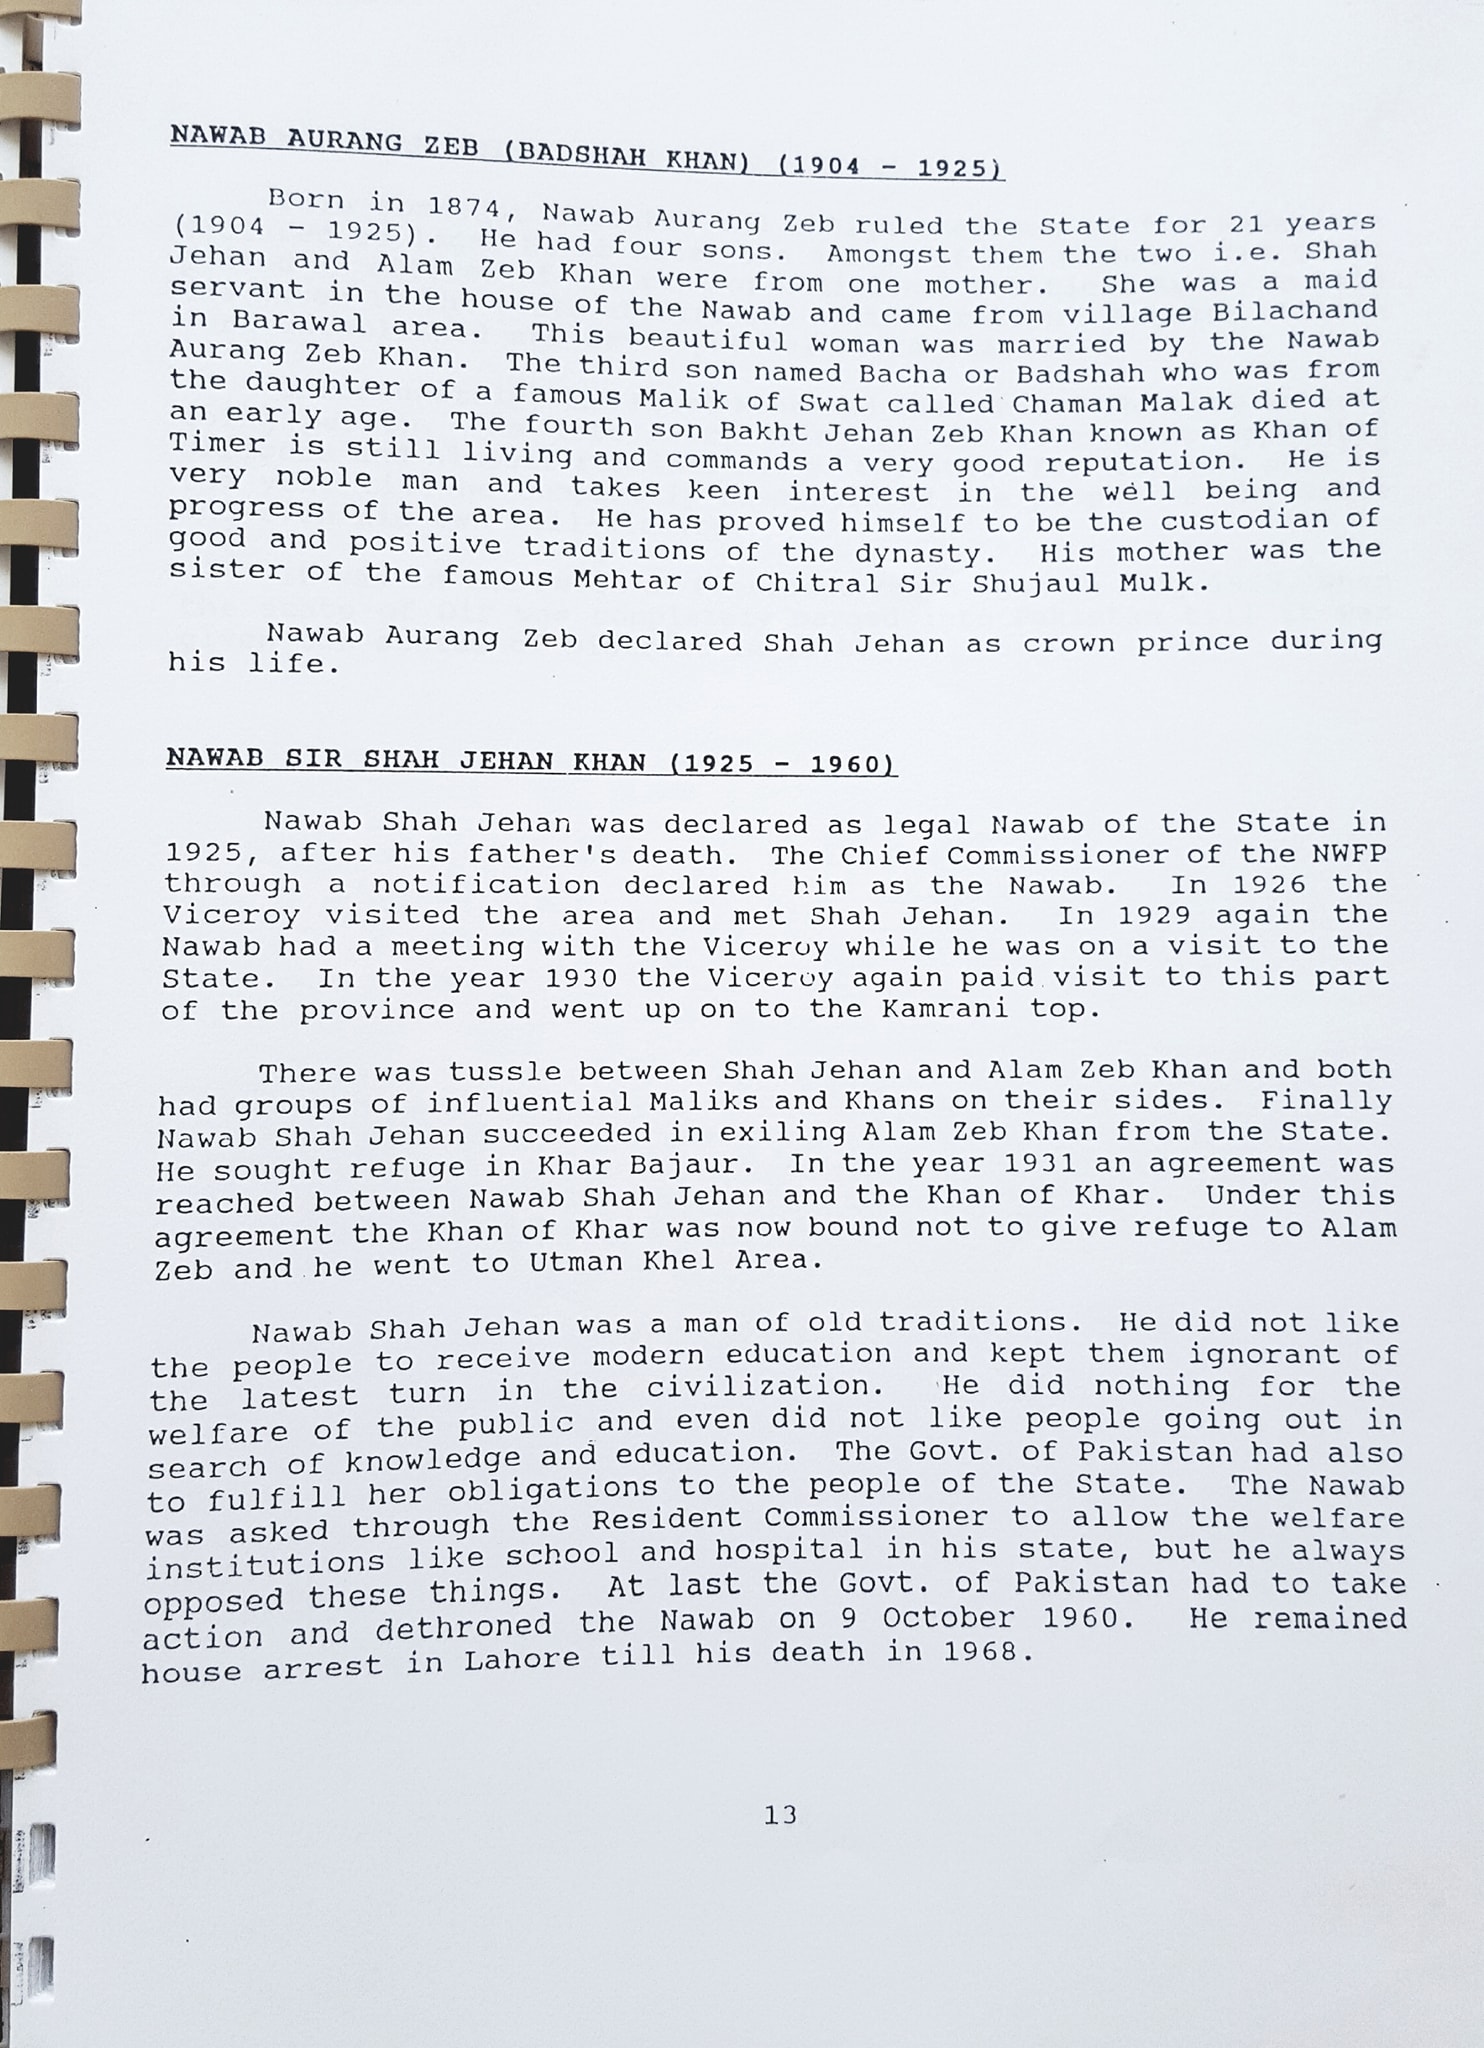 NAWAB AURANG ZEB (BADSHAH KHAN) (1904 - 1925)
Born in 1874, Nawab Aurang Zeb ruled the State for 21 years
(1904 - 1925). He had four sons. Amongst them the two i.e. Shah
Jehan and Alam Zeb Khan were from one mother. She was a maid
servant in the house of the Nawab and came from village Bilachand
in Barawal area. This beautiful woman was married by the Nawab
Aurang Zeb Khan. The third son named Bacha or Badshah who was from
the daughter of a famous Malik of Swat called Chaman Malak died at
an early age. The fourth son Bakht Jehan Zeb Khan known as Khan of
Timer is still living and commands a very good reputation. He is
very noble man and takes keen interest in the well being and
progress of the area. He has proved himself to be the custodian of
good and positive traditions of the dynasty. His mother was the
sister of the famous Mehtar of Chitral Sir Shujaul Mulk.
Nawab Aurang Zeb declared Shah Jehan as crown prince during
his life.
NAWAB SIR SHAH JEHAN KHAN (1925 - 1960)
Nawab Shah Jehan was declared as legal Nawab of the State in
1925, after his father's death. The Chief Commissioner of the NWFP
through a notification declared him as the Nawab. In 1926 the
Viceroy visited the area and met Shah Jehan. In 1929 again the
Nawab had a meeting with the Viceroy while he was on a visit to the
State. In the year 1930 the Viceroy again paid visit to this part
of the province and went up on to the Kamrani top.
There was tussle between Shah Jehan and Alam Zeb Khan and both
had groups of influential Maliks and Khans on their sides. Finally
Nawab Shah Jehan succeeded in exiling Alam Zeb Khan from the State.
He sought refuge in Khar Bajaur. In the year 1931 an agreement was
reached between Nawab Shah Jehan and the Khan of Khar. Under this
agreement the Khan of Khar was now bound not to give refuge to Alam
Zeb and he went to Utman Khel Area.
Nawab Shah Jehan was a man of old traditions. He did not like
the people to receive modern education and kept them ignorant of
the latest turn in the civilization. He did nothing for the
welfare of the public and even did not like people going out in
search of knowledge and education. The Govt. of Pakistan had also
to fulfill her obligations to the people of the State. The Nawab
was asked through the Resident Commissioner to allow the welfare
institutions like school and hospital in his state, but he always
opposed these things. At last the Govt. of Pakistan had to take
action and dethroned the Nawab on 9 October 1960. He remained
house arrest in Lahore till his death in 1968.
13